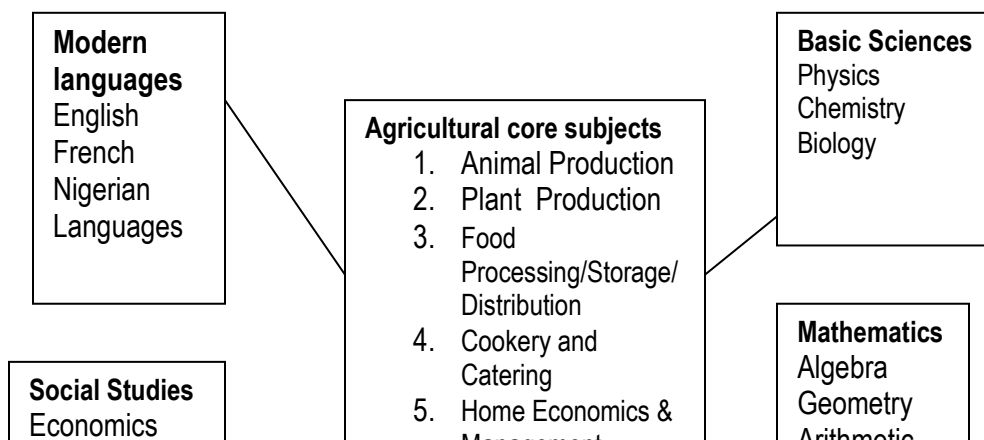 Modern
languages
English
French
Nigerian
Languages
Agricultural core subjects
1. Animal Production
2. Plant Production
3. Food
Processing/Storage/
Distribution
4. Cookery and
Catering
5. Home Economics &
Management
Basic Sciences
Physics
Chemistry
Biology
Social Studies
Economics
Mathematics
Algebra
Geometry
Arithmetic